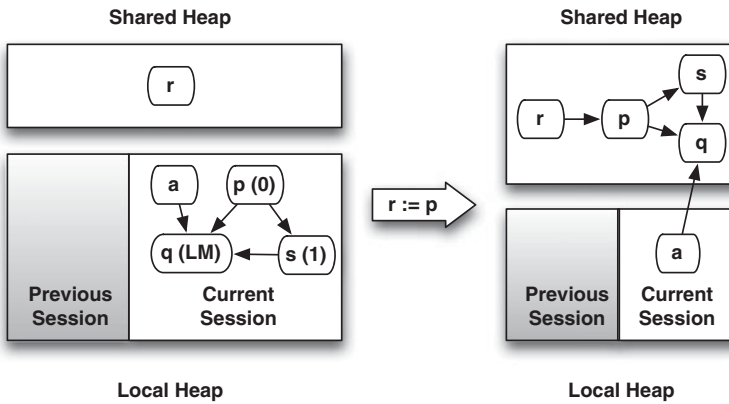 Shared Heap
r
a
p (0)
q (LM)
s (1)
Previous
Session
Current
Session
Local Heap
r := p
Shared Heap
s
r
p
q
a
Previous
Session
Current
Session
Local Heap